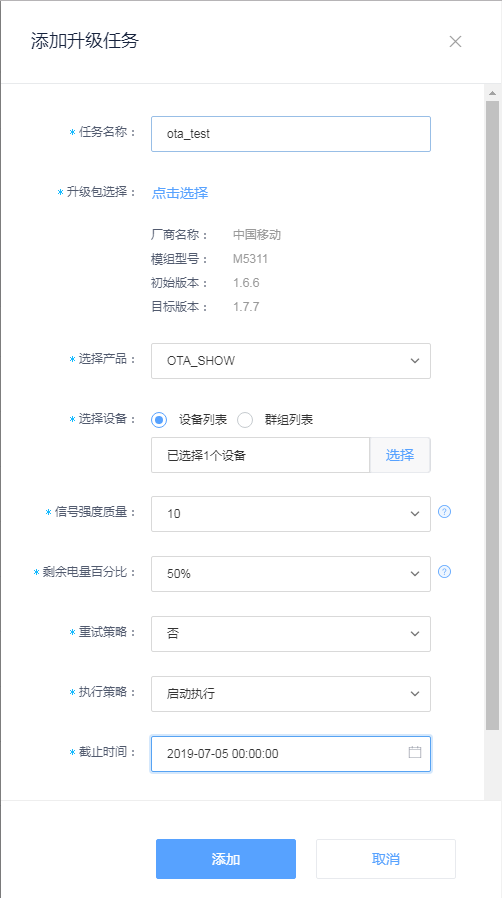 添加升级任务
* 任务名称： ota_test
* 升级包选择： 点击选择
厂商名称： 中国移动
模组型号： M5311
初始版本： 1.6.6
目标版本： 1.7.7
* 选择产品： OTA_SHOW
* 选择设备： 设备列表 群组列表
已选择1个设备 选择
* 信号强度质量： 10 ?
* 剩余电量百分比： 50% ?
* 重试策略： 否
* 执行策略： 启动执行
* 截止时间： 2019-07-05 00:00:00
添加 取消